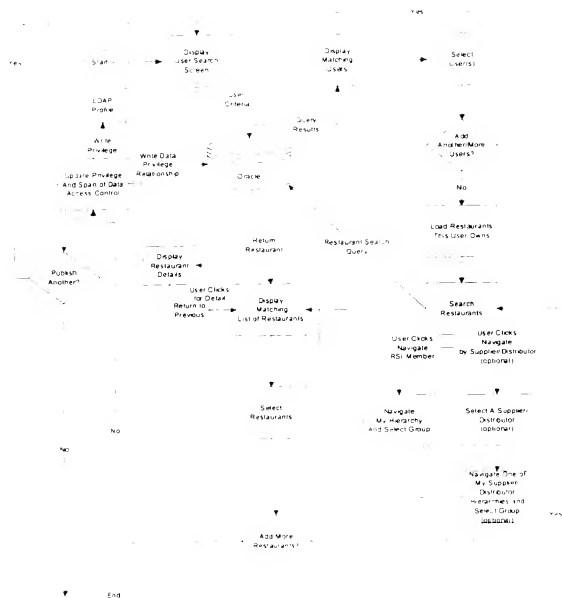 Yes
Yes
Start
Display
User Search
Screen
Display
Matching
Users
Select
User(s)
LDAP
Profile
User
Criteria
Query
Results
Write
Privilege
Write Data
Privilege
Relationship
Add
Another/More
Users?
Update Privilege
And Span of Data
Access Control
Oracle
No
Load Restaurants
This User Owns
Return
Restaurant
Restaurant Search
Query
Display
Restaurant
Details
Publish
Another?
User Clicks
for Detail
Return to
Previous
Display
Matching
List of Restaurants
Search
Restaurants
User Clicks
Navigate
RSI Member
User Clicks
Navigate
by Supplier/Distributor
(optional)
Select
Restaurants
Navigate
My Hierarchy
And Select Group
Select A Supplier-
Distributor
(optional)
No
No
Navigate One of
My Supplier
Distributor
Hierarchies and
Select Group
(optional)
Yes
Add More
Restaurants?
End